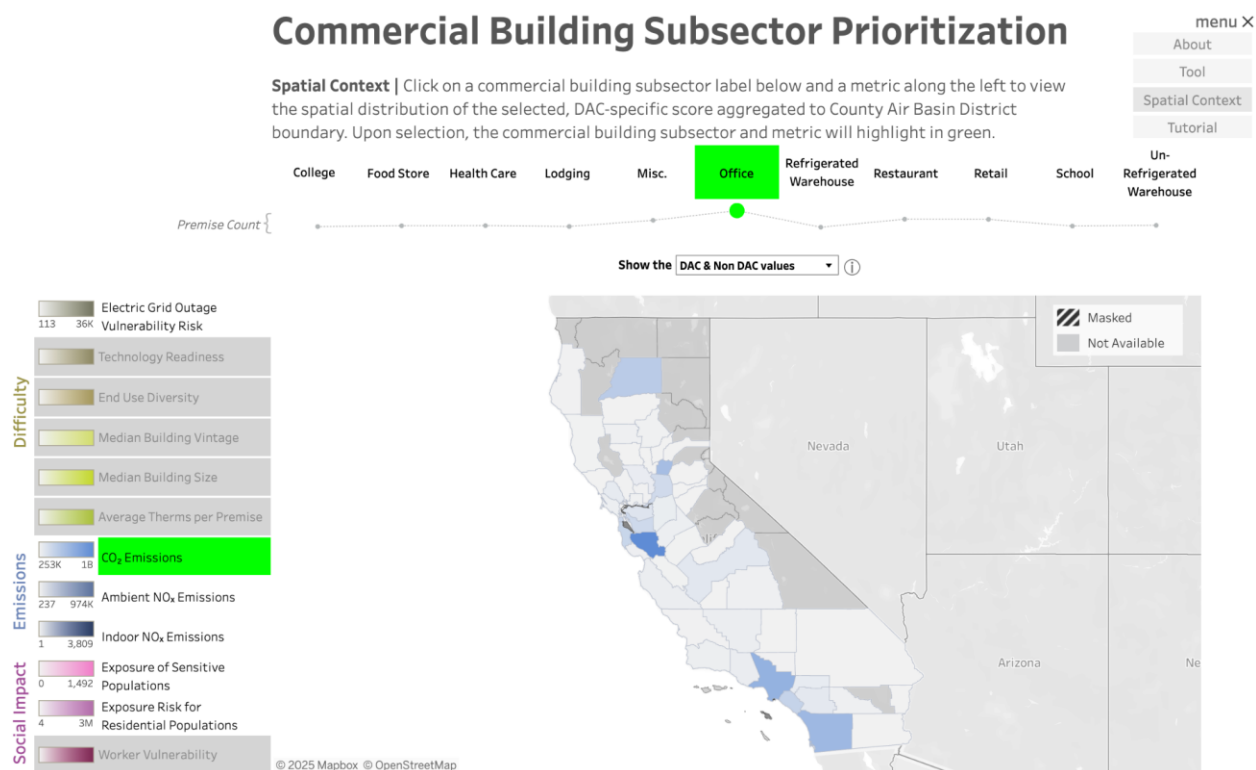 Commercial Building Subsector Prioritization
menu ✕
About
Tool
Spatial Context
Tutorial
Spatial Context | Click on a commercial building subsector label below and a metric along the left to view
the spatial distribution of the selected, DAC-specific score aggregated to County Air Basin District
boundary. Upon selection, the commercial building subsector and metric will highlight in green.
College
Food Store
Health Care
Lodging
Misc.
Office
Refrigerated
Warehouse
Restaurant
Retail
School
Un-
Refrigerated
Warehouse
Premise Count {
Show the DAC & Non DAC values
Difficulty
113 36K
Electric Grid Outage
Vulnerability Risk
Technology Readiness
End Use Diversity
Median Building Vintage
Median Building Size
Average Therms per Premise
Emissions
253K 1B
CO₂ Emissions
237 974K
Ambient NOₓ Emissions
1 3,809
Indoor NOₓ Emissions
Social Impact
0 1,492
Exposure of Sensitive
Populations
4 3M
Exposure Risk for
Residential Populations
Worker Vulnerability
Masked
Not Available
Nevada
Utah
Arizona
Ne
© 2025 Mapbox © OpenStreetMap